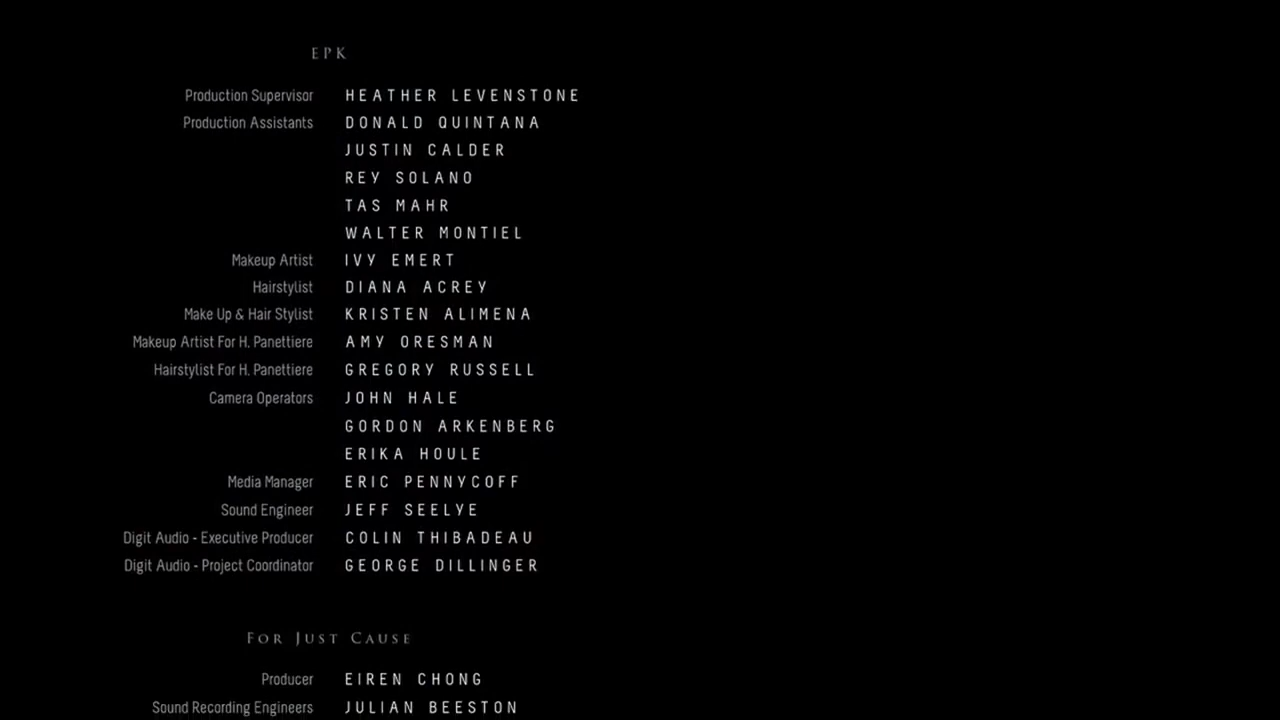 EPK
Production Supervisor HEATHER LEVENSTONE
Production Assistants DONALD QUINTANA
JUSTIN CALDER
REY SOLANO
TAS MAHR
WALTER MONTIEL
Makeup Artist IVY EMERT
Hairstylist DIANA ACREY
Make Up & Hair Stylist KRISTEN ALIMENA
Makeup Artist For H. Panettiere AMY ORESMAN
Hairstylist For H. Panettiere GREGORY RUSSELL
Camera Operators JOHN HALE
GORDON ARKENBERG
ERIKA HOULE
Media Manager ERIC PENNYCOFF
Sound Engineer JEFF SEELYE
Digit Audio - Executive Producer COLIN THIBADEAU
Digit Audio - Project Coordinator GEORGE DILLINGER
FOR JUST CAUSE
Producer EIREN CHONG
Sound Recording Engineers JULIAN BEESTON